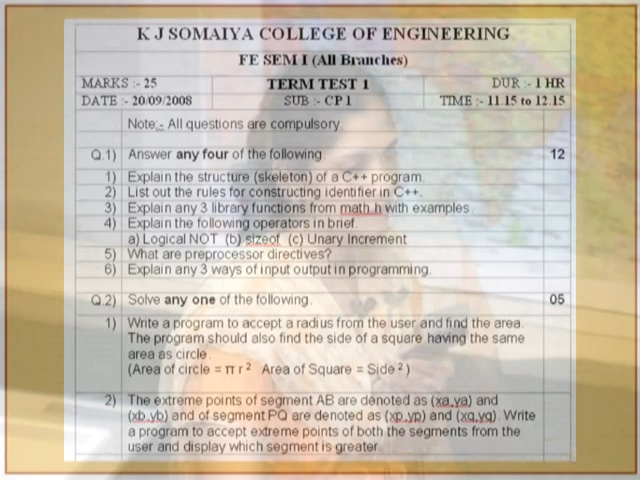 K J SOMAIYA COLLEGE OF ENGINEERING
FE SEM I (All Branches)
MARKS :- 25 TERM TEST 1 DUR :- 1 HR
DATE :- 20/09/2008 SUB :- CP 1 TIME :- 11.15 to 12.15
Note:- All questions are compulsory.
Q.1) Answer any four of the following. 12
1) Explain the structure (skeleton) of a C++ program.
2) List out the rules for constructing identifier in C++.
3) Explain any 3 library functions from math.h with examples.
4) Explain the following operators in brief.
a) Logical NOT (b) sizeof (c) Unary Increment
5) What are preprocessor directives?
6) Explain any 3 ways of input output in programming.
Q.2) Solve any one of the following. 05
1) Write a program to accept a radius from the user and find the area.
The program should also find the side of a square having the same
area as circle.
(Area of circle = π r² Area of Square = Side ²)
2) The extreme points of segment AB are denoted as (xa,ya) and
(xb,yb) and of segment PQ are denoted as (xp,yp) and (xq,yq). Write
a program to accept extreme points of both the segments from the
user and display which segment is greater.